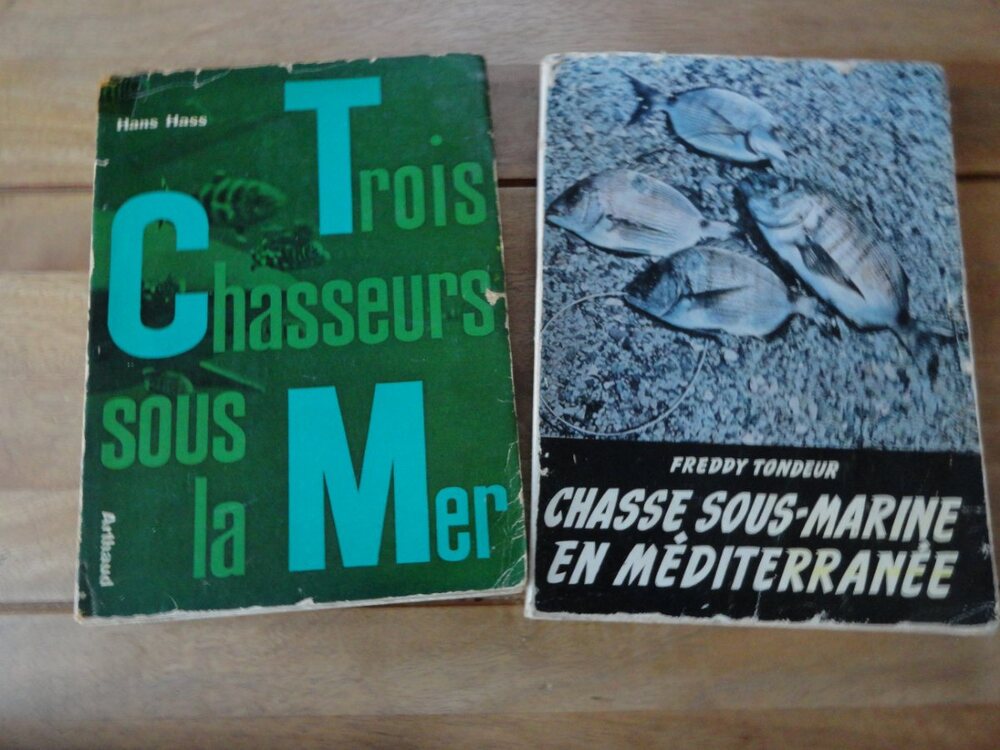 Hans Hass
Trois
Chasseurs
sous
la Mer
Arthaud
FREDDY TONDEUR
CHASSE SOUS-MARINE
EN MÉDITERRANÉE